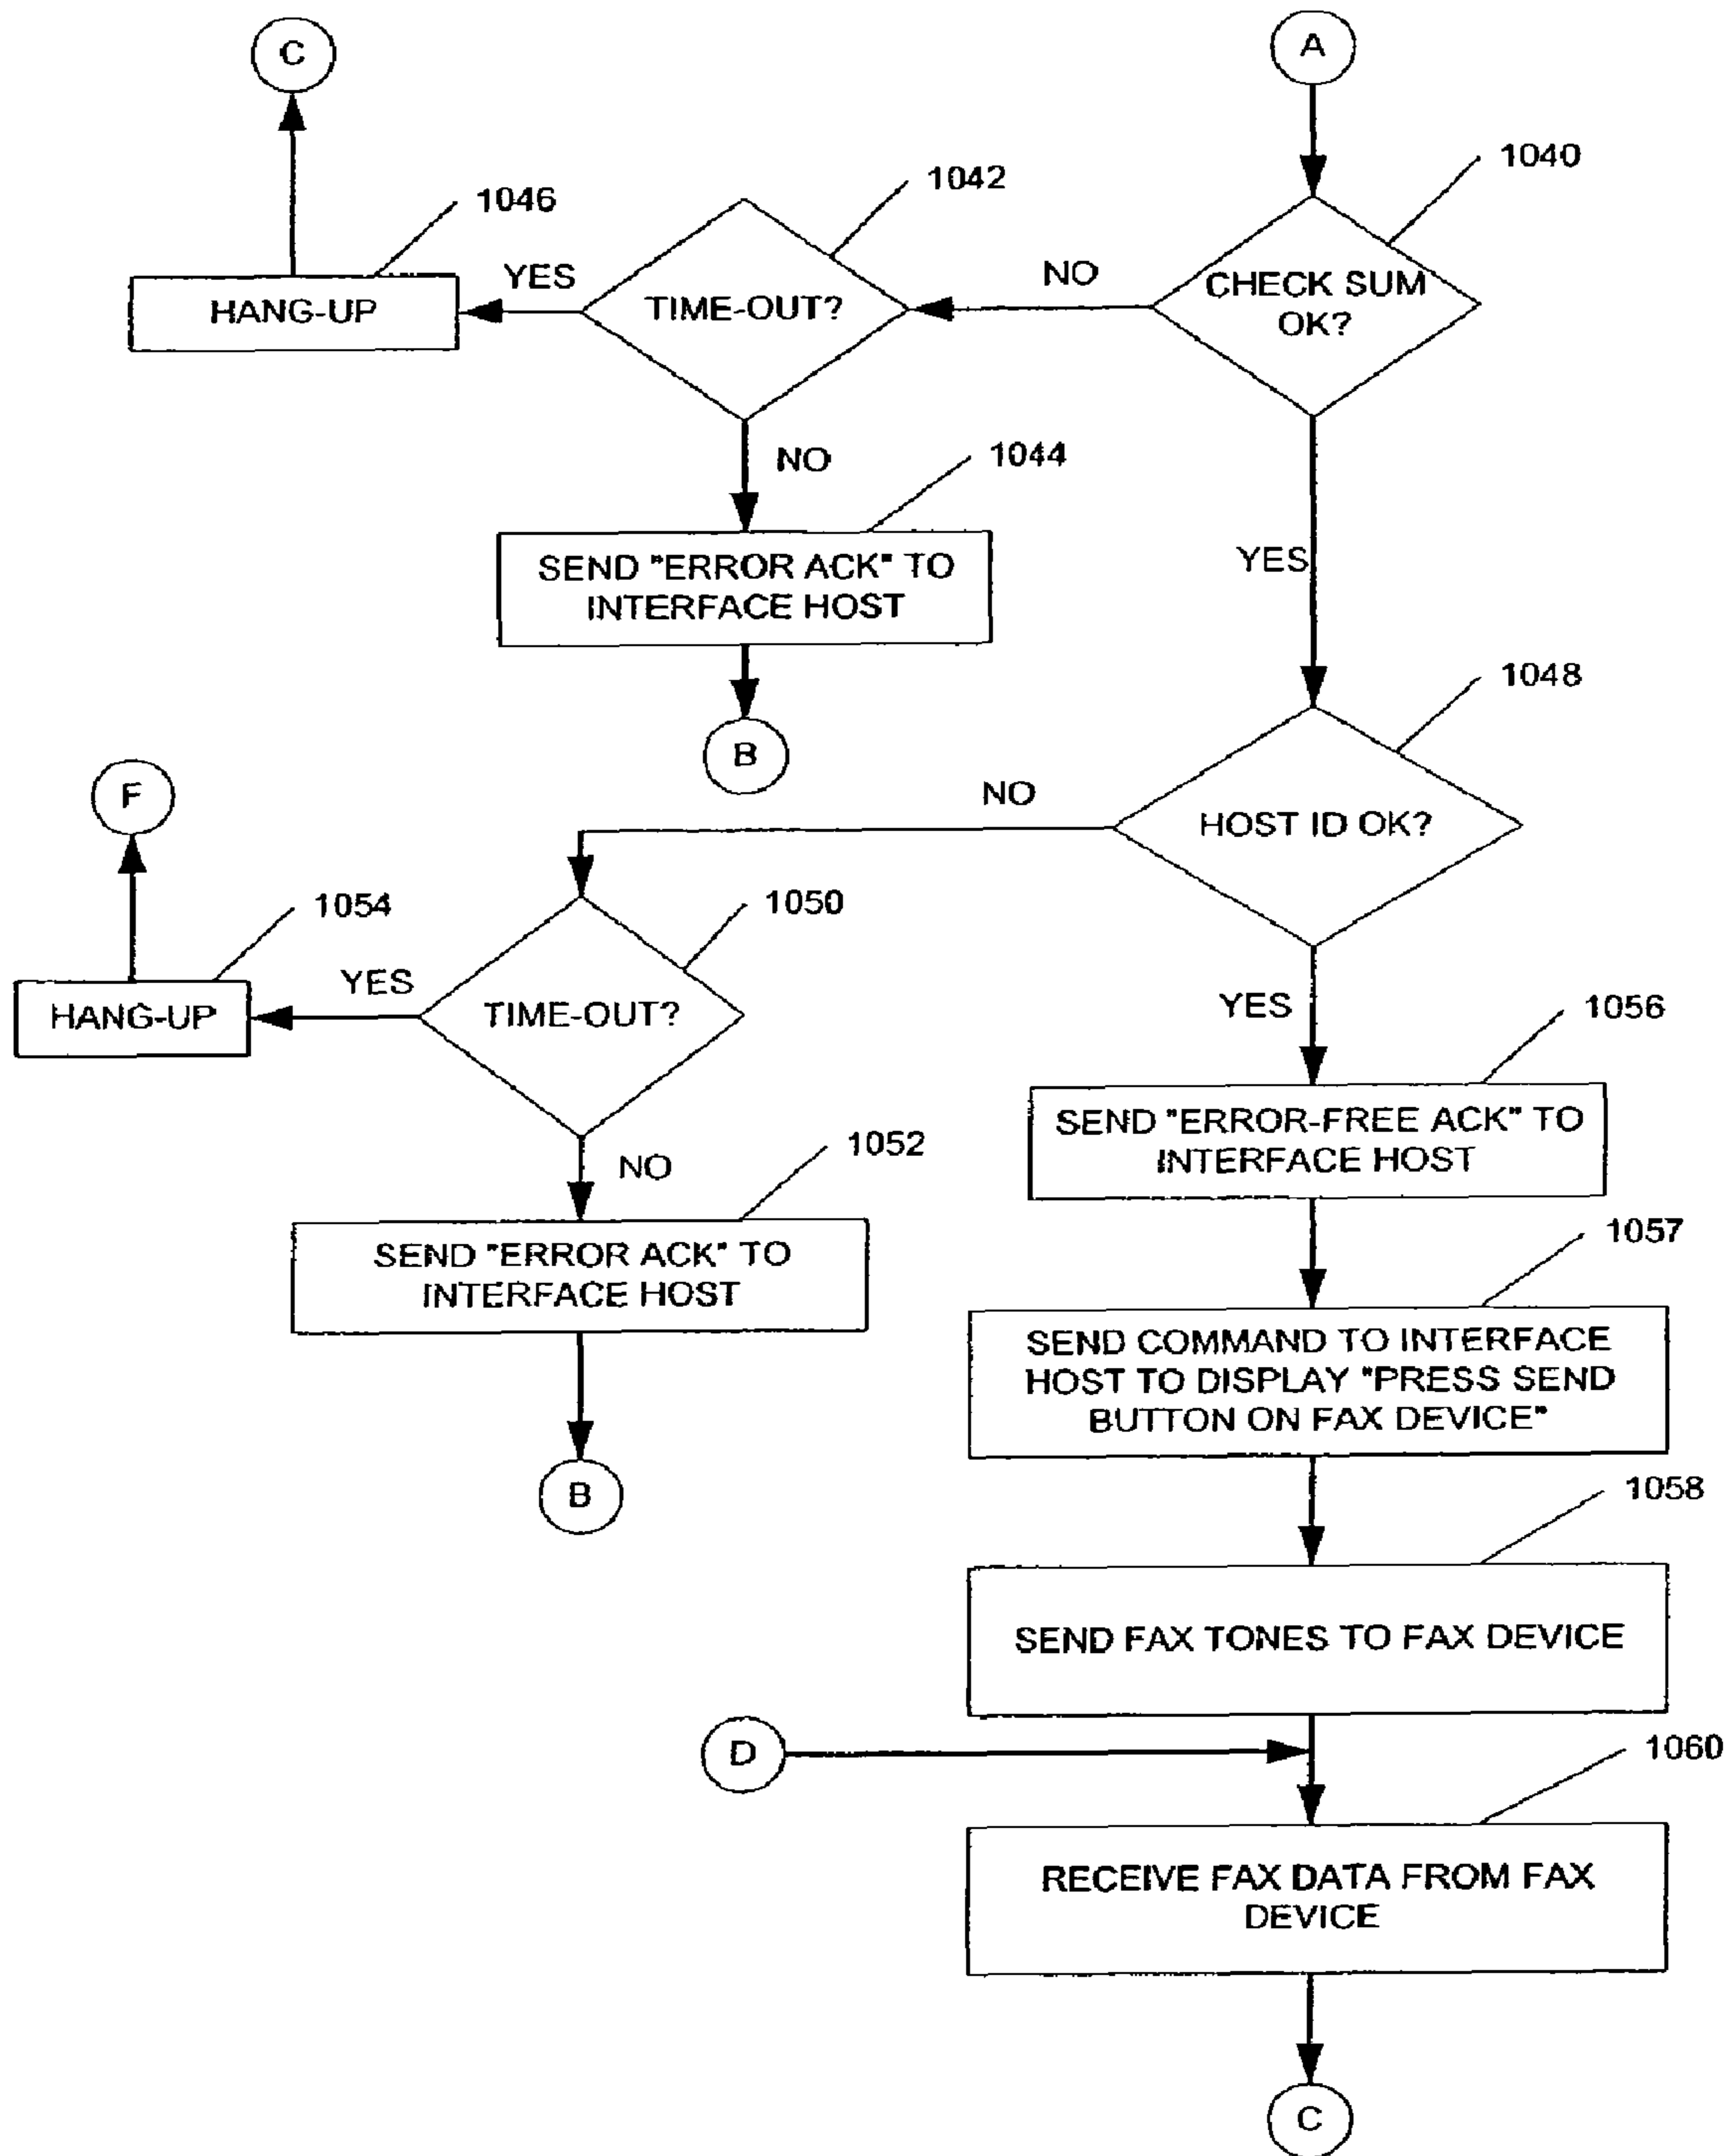 C
A
1040
1042
1046
YES
NO
CHECK SUM
OK?
TIME-OUT?
HANG-UP
NO
1044
SEND "ERROR ACK" TO
INTERFACE HOST
YES
B
1048
F
NO
HOST ID OK?
1054
1050
YES
TIME-OUT?
HANG-UP
YES
1056
SEND "ERROR-FREE ACK" TO
INTERFACE HOST
1052
NO
SEND "ERROR ACK" TO
INTERFACE HOST
1057
SEND COMMAND TO INTERFACE
HOST TO DISPLAY "PRESS SEND
BUTTON ON FAX DEVICE"
B
1058
SEND FAX TONES TO FAX DEVICE
D
1060
RECEIVE FAX DATA FROM FAX
DEVICE
C